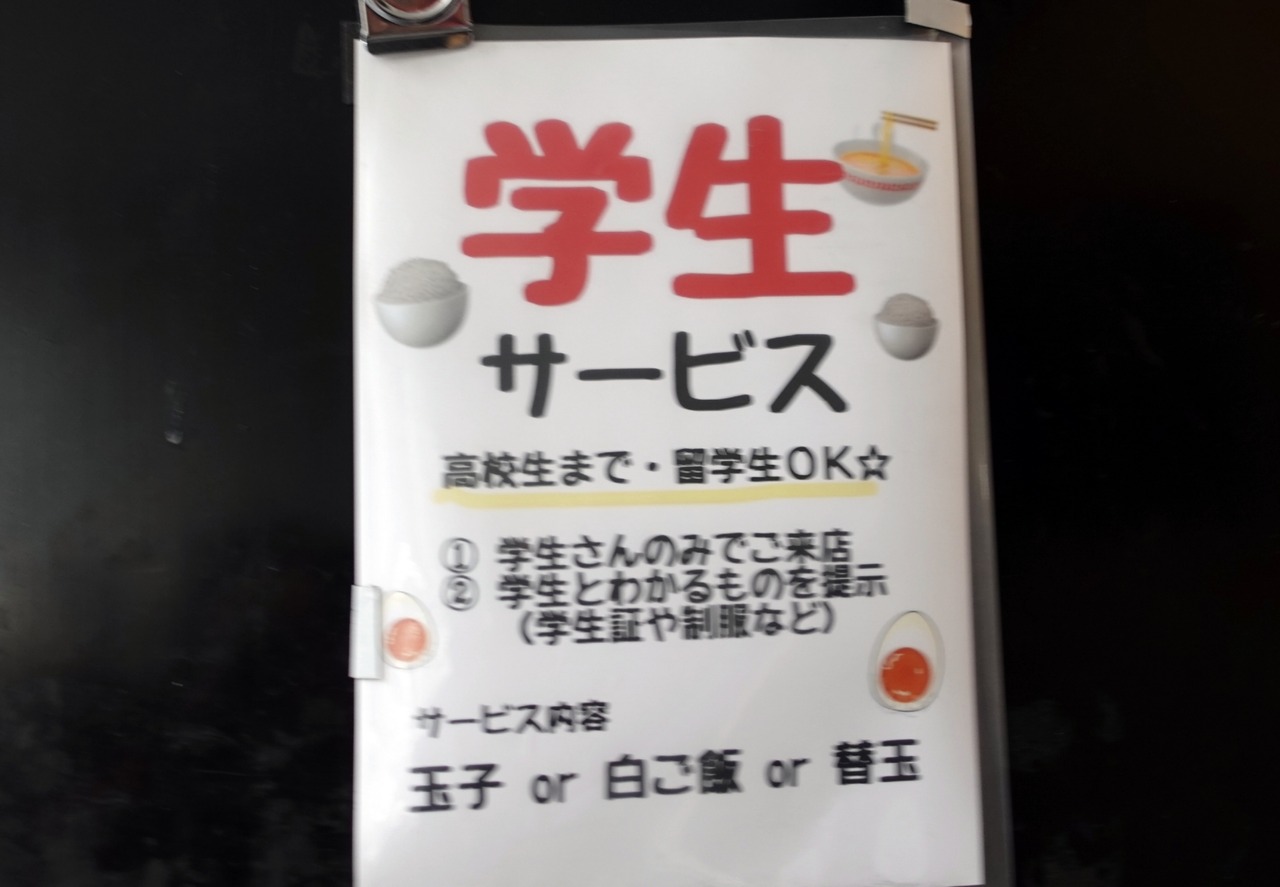 学生
サービス
高校生まで・留学生OK☆
① 学生さんのみでご来店
② 学生とわかるものを提示
(学生証や制服など)
サービス内容
玉子 or 白ご飯 or 替玉